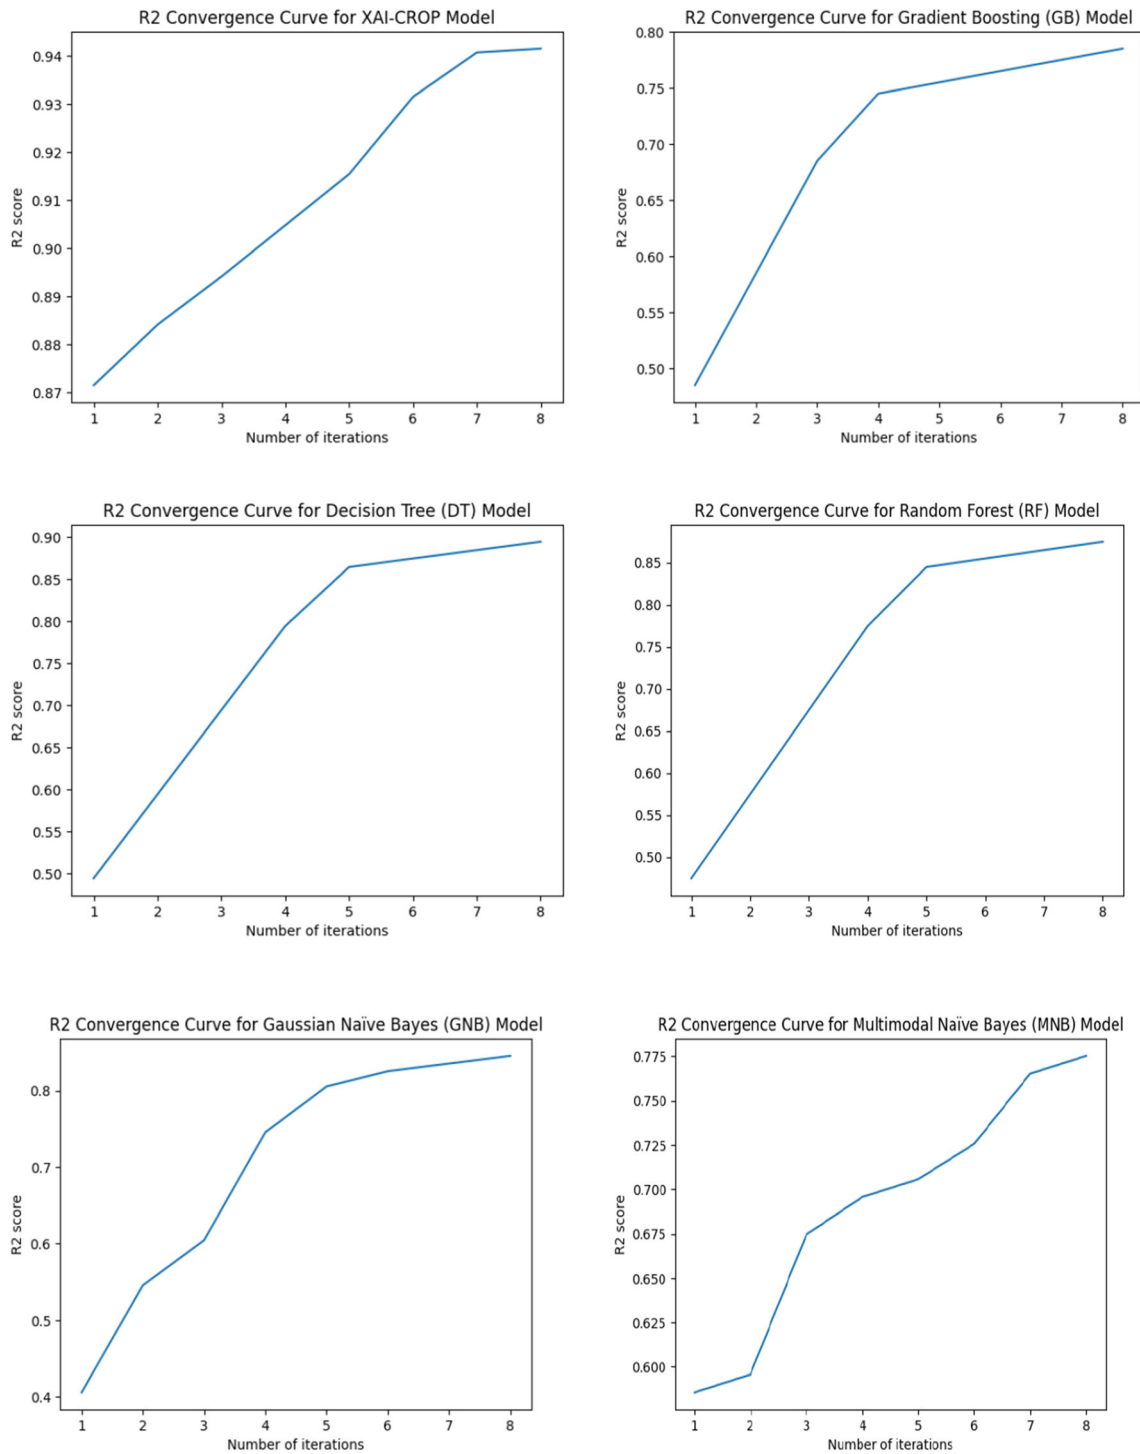 R2 Convergence Curve for XAI-CROP Model
0.94
0.93
0.92
0.91
0.90
0.89
0.88
0.87
R2 score
1 2 3 4 5 6 7 8
Number of iterations
R2 Convergence Curve for Gradient Boosting (GB) Model
0.80
0.75
0.70
0.65
0.60
0.55
0.50
R2 score
1 2 3 4 5 6 7 8
Number of iterations
R2 Convergence Curve for Decision Tree (DT) Model
0.90
0.85
0.80
0.75
0.70
0.65
0.60
0.55
0.50
R2 score
1 2 3 4 5 6 7 8
Number of iterations
R2 Convergence Curve for Random Forest (RF) Model
0.85
0.80
0.75
0.70
0.65
0.60
0.55
0.50
R2 score
1 2 3 4 5 6 7 8
Number of iterations
R2 Convergence Curve for Gaussian Naïve Bayes (GNB) Model
0.8
0.7
0.6
0.5
0.4
R2 score
1 2 3 4 5 6 7 8
Number of iterations
R2 Convergence Curve for Multimodal Naïve Bayes (MNB) Model
0.775
0.750
0.725
0.700
0.675
0.650
0.625
0.600
R2 score
1 2 3 4 5 6 7 8
Number of iterations